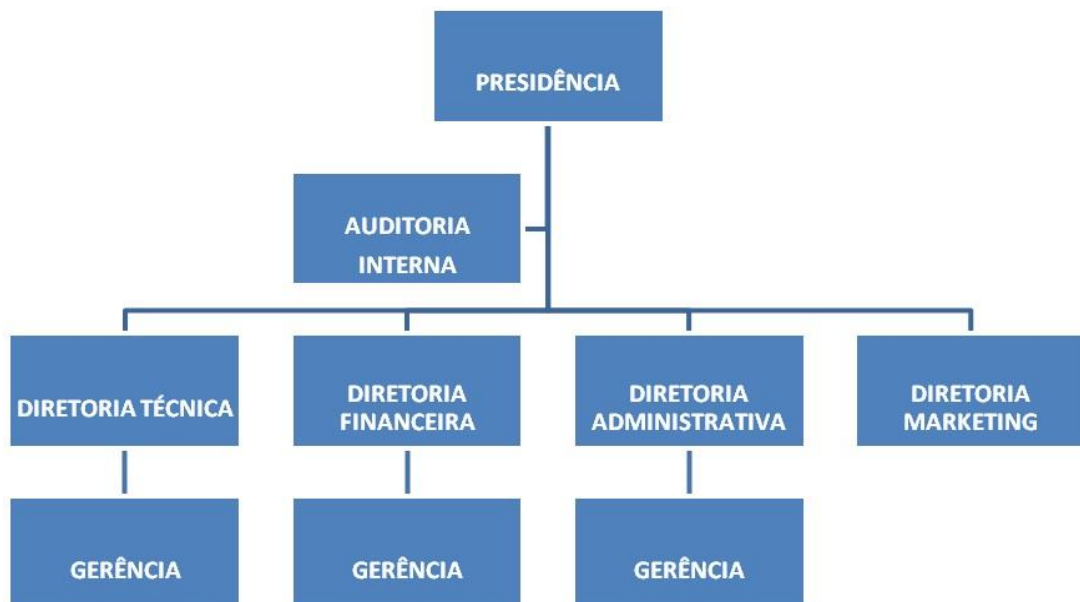 PRESIDÊNCIA
AUDITORIA
INTERNA
DIRETORIA TÉCNICA
DIRETORIA
FINANCEIRA
DIRETORIA
ADMINISTRATIVA
DIRETORIA
MARKETING
GERÊNCIA
GERÊNCIA
GERÊNCIA